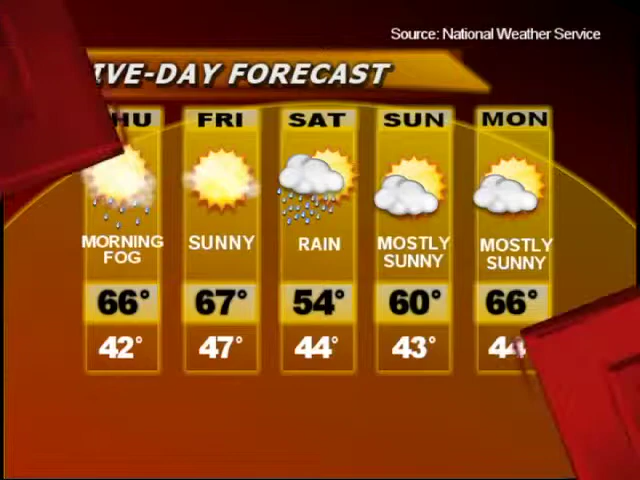 Source: National Weather Service
IVE-DAY FORECAST
HU FRI SAT SUN MON
MORNING FOG SUNNY RAIN MOSTLY SUNNY MOSTLY SUNNY
66° 67° 54° 60° 66°
42° 47° 44° 43° 44